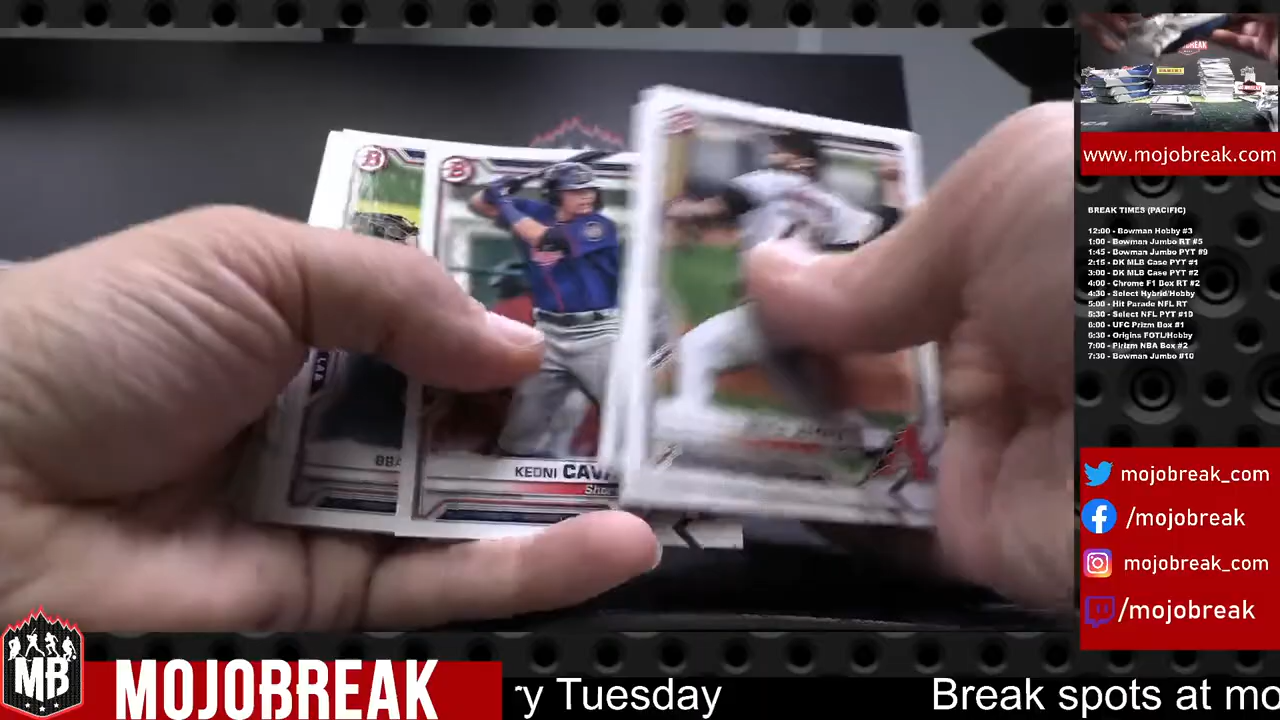 www.mojobreak.com
BREAK TIMES (PACIFIC)
12:00 - Bowman Hobby #3
1:00 - Bowman Jumbo RT #5
1:45 - Bowman Jumbo PYT #9
2:15 - DK MLB Case PYT #1
3:00 - DK MLB Case PYT #2
4:00 - Chrome F1 Box RT #2
4:30 - Select Hybrid/Hobby
5:00 - Hit Parade NFL RT
5:30 - Select NFL PYT #10
6:00 - UFC Prizm Box #1
6:30 - Origins FOTL/Hobby
7:00 - Pirizm NBA Box #2
7:30 - Bowman Jumbo #10
B
B
KEONI CAVA
Sho
mojobreak_com
/mojobreak
mojobreak_com
/mojobreak
MB
MOJOBREAK
ry Tuesday
Break spots at mo